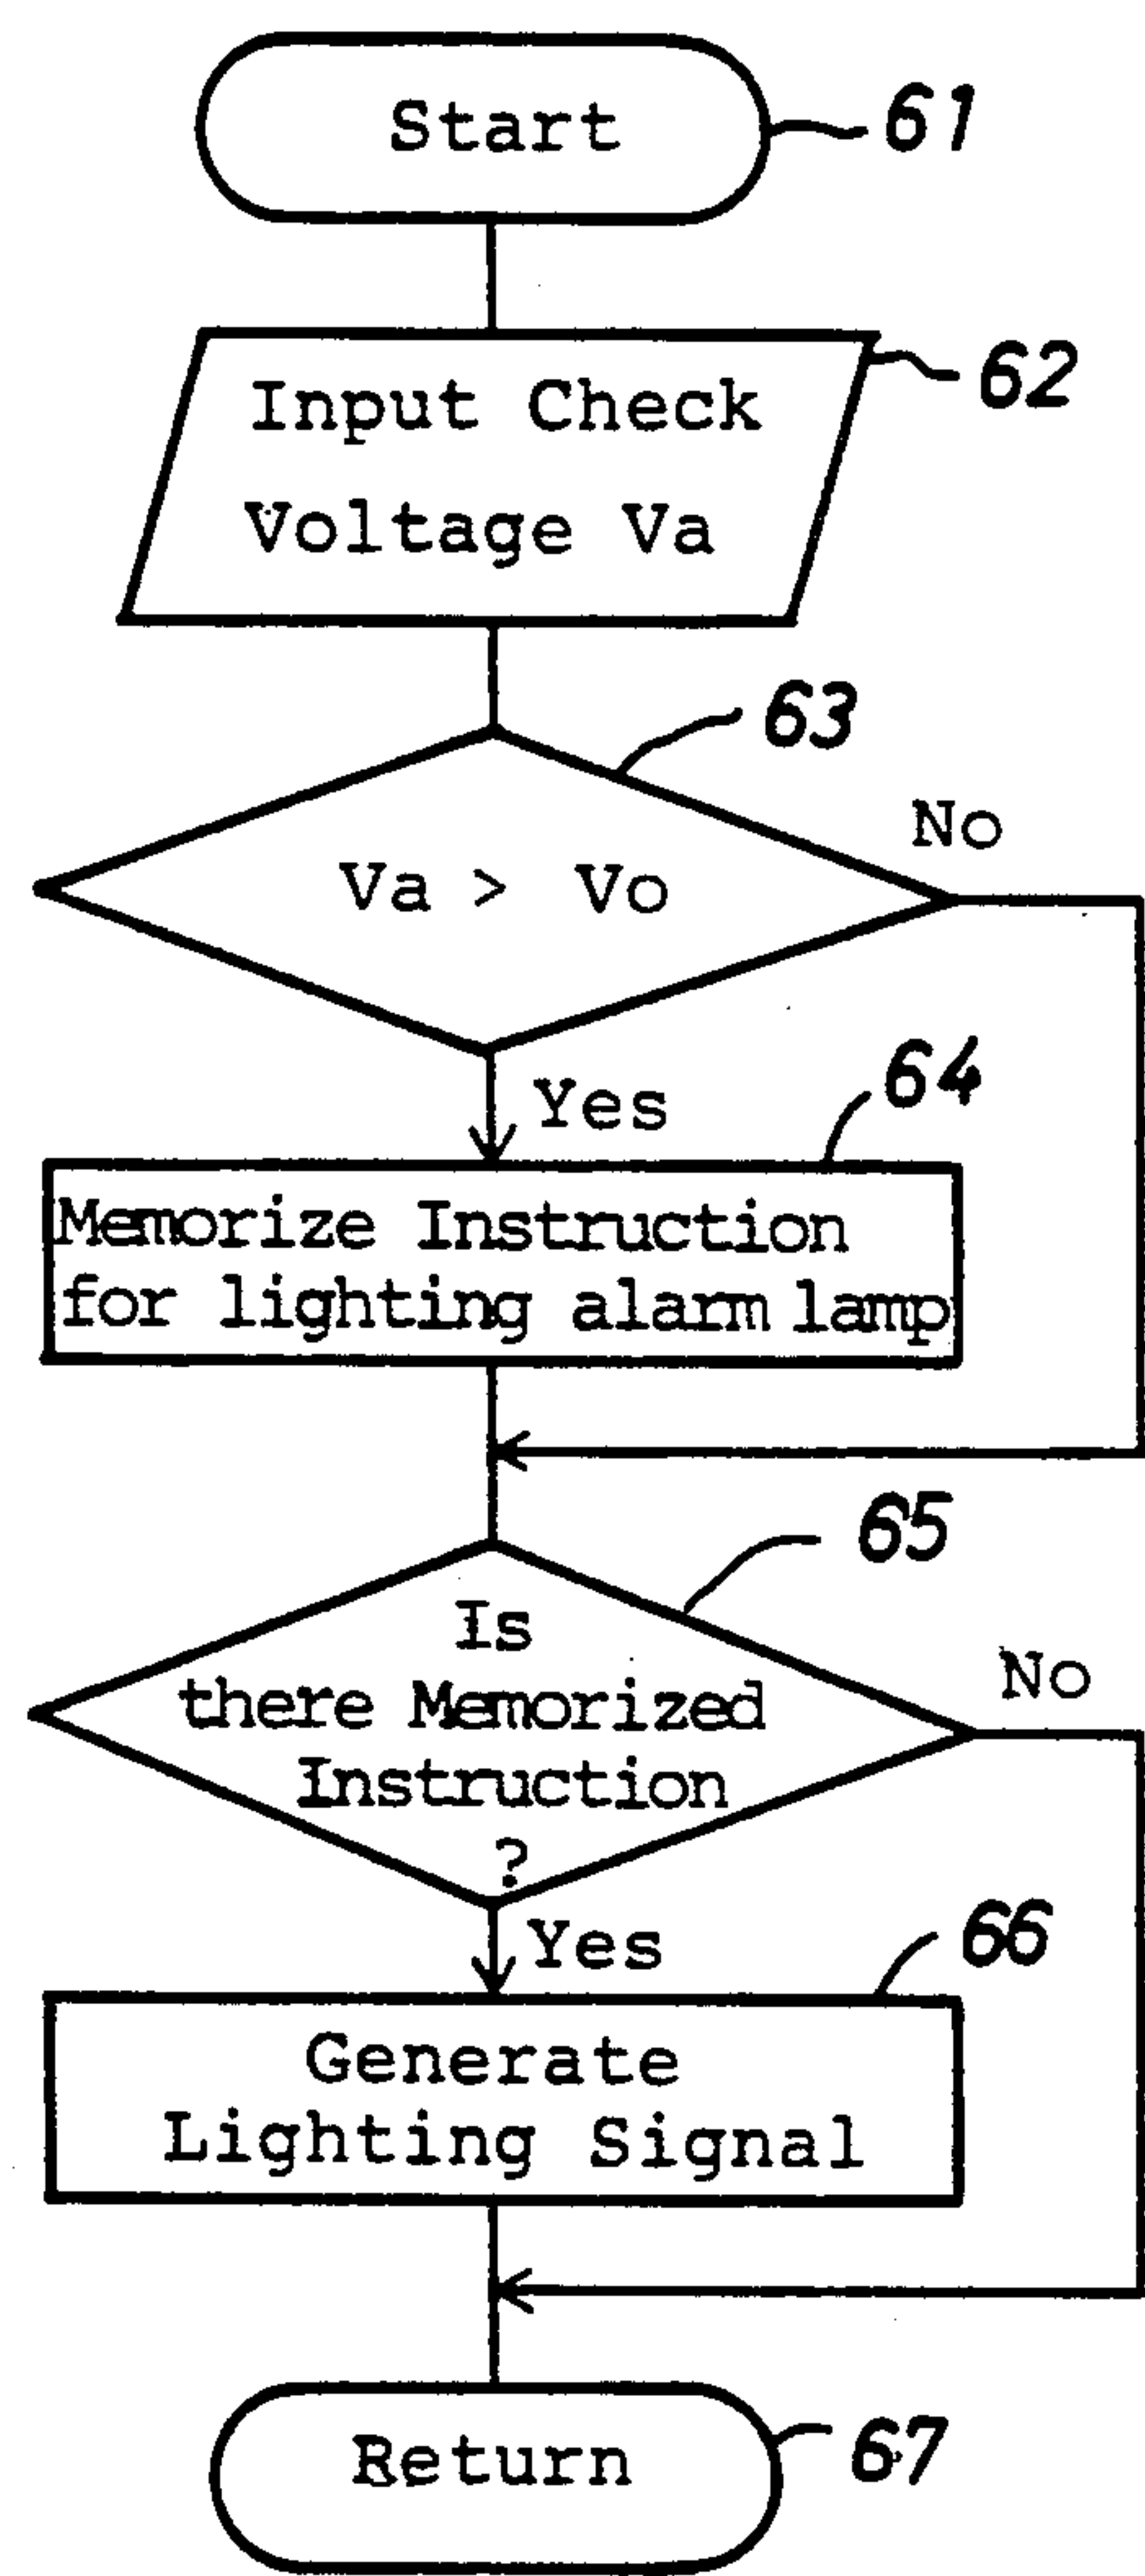 Start
61
Input Check
Voltage Va
62
63
Va > Vo
No
Yes
64
Memorize Instruction
for lighting alarm lamp
65
Is
there Memorized
Instruction
?
No
Yes
66
Generate
Lighting Signal
Return
67